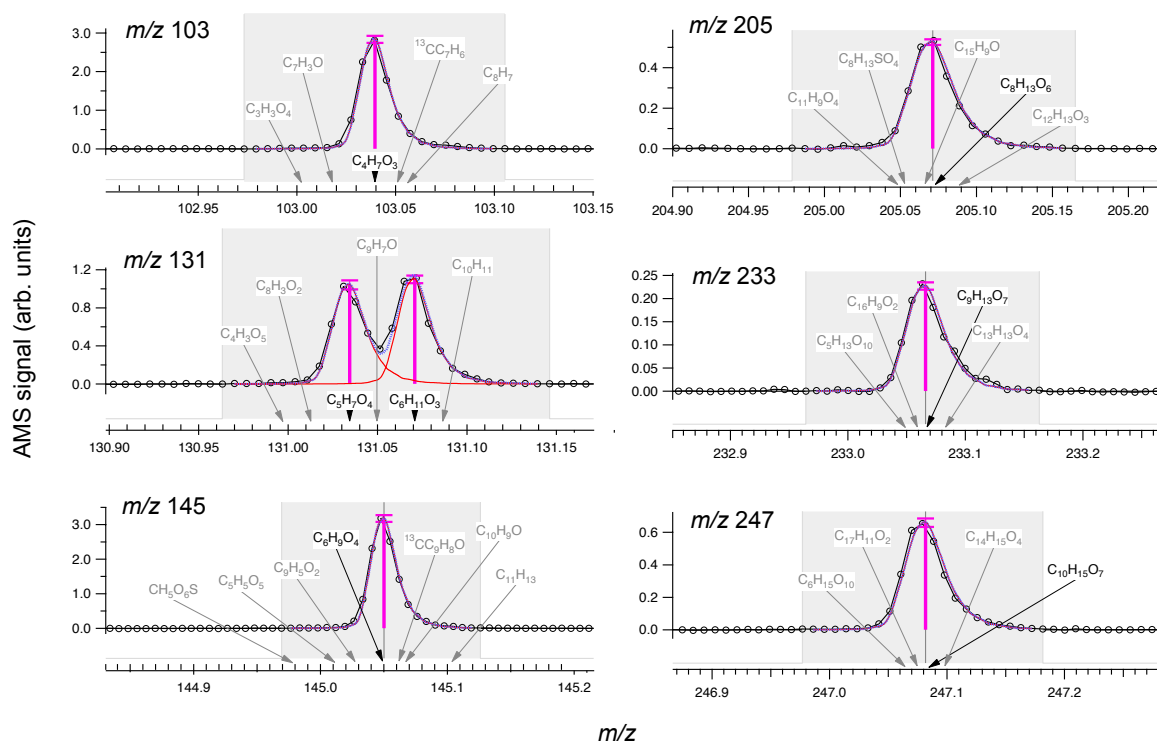 AMS signal (arb. units)
m/z 103
3.0
2.0
1.0
0.0
C₃H₃O₄
C₇H₃O
¹³CC₇H₆
C₈H₇
C₄H₇O₃
102.95
103.00
103.05
103.10
103.15
m/z 205
0.4
0.2
0.0
C₁₁H₉O₄
C₈H₁₃SO₄
C₁₅H₉O
C₈H₁₃O₆
C₁₂H₁₃O₃
204.90
204.95
205.00
205.05
205.10
205.15
205.20
m/z 131
1.2
0.8
0.4
0.0
C₄H₃O₅
C₈H₃O₂
C₉H₇O
C₁₀H₁₁
C₅H₇O₄
C₆H₁₁O₃
130.90
130.95
131.00
131.05
131.10
131.15
m/z 233
0.25
0.20
0.15
0.10
0.05
0.00
C₅H₁₃O₁₀
C₁₆H₉O₂
C₉H₁₃O₇
C₁₃H₁₃O₄
232.9
233.0
233.1
233.2
m/z 145
3.0
2.0
1.0
0.0
CH₅O₆S
C₅H₅O₅
C₉H₅O₂
C₆H₉O₄
¹³CC₉H₈O
C₁₀H₉O
C₁₁H₁₃
144.9
145.0
145.1
145.2
m/z 247
0.6
0.4
0.2
0.0
C₆H₁₅O₁₀
C₁₇H₁₁O₂
C₁₄H₁₅O₄
C₁₀H₁₅O₇
246.9
247.0
247.1
247.2
m/z